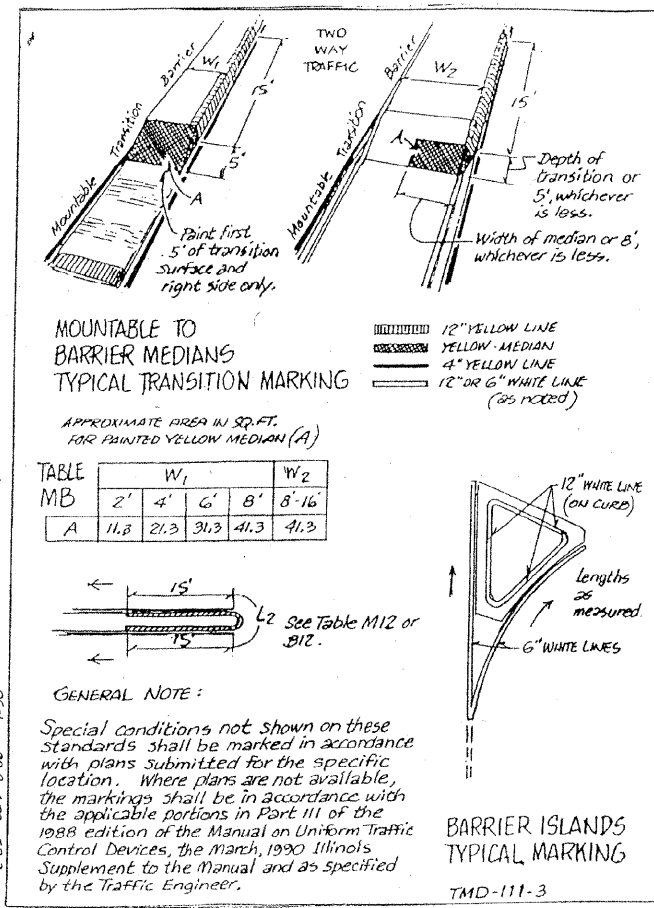 TWO
WAY
TRAFFIC
Barrier
W1
15'
Transition
5'
A
Mountable
Paint first
.5' of transition
surface and
right side only.
Barrier
W2
15'
A
Transition
Mountable
Depth of
transition or
5', whichever
is less.
Width of median or 8',
whichever is less.
MOUNTABLE TO
BARRIER MEDIANS
TYPICAL TRANSITION MARKING
12" YELLOW LINE
YELLOW-MEDIAN
4" YELLOW LINE
12" OR 6" WHITE LINE
(as noted)
APPROXIMATE AREA IN SQ.FT.
FOR PAINTED YELLOW MEDIAN (A)
TABLE MB W1 W2
2' 4' 6' 8' 8'-16'
A 11.3 21.3 31.3 41.3 41.3
15'
L2 See Table M12 or
B12.
15'
12" WHITE LINE
(ON CURB)
Lengths
as
measured.
6" WHITE LINES
GENERAL NOTE:
Special conditions not shown on these
standards shall be marked in accordance
with plans submitted for the specific
location. Where plans are not available,
the markings shall be in accordance with
the applicable portions in Part III of the
1988 edition of the Manual on Uniform Traffic
Control Devices, the March, 1990 Illinois
Supplement to the Manual and as specified
by the Traffic Engineer.
BARRIER ISLANDS
TYPICAL MARKING
TMD-111-3